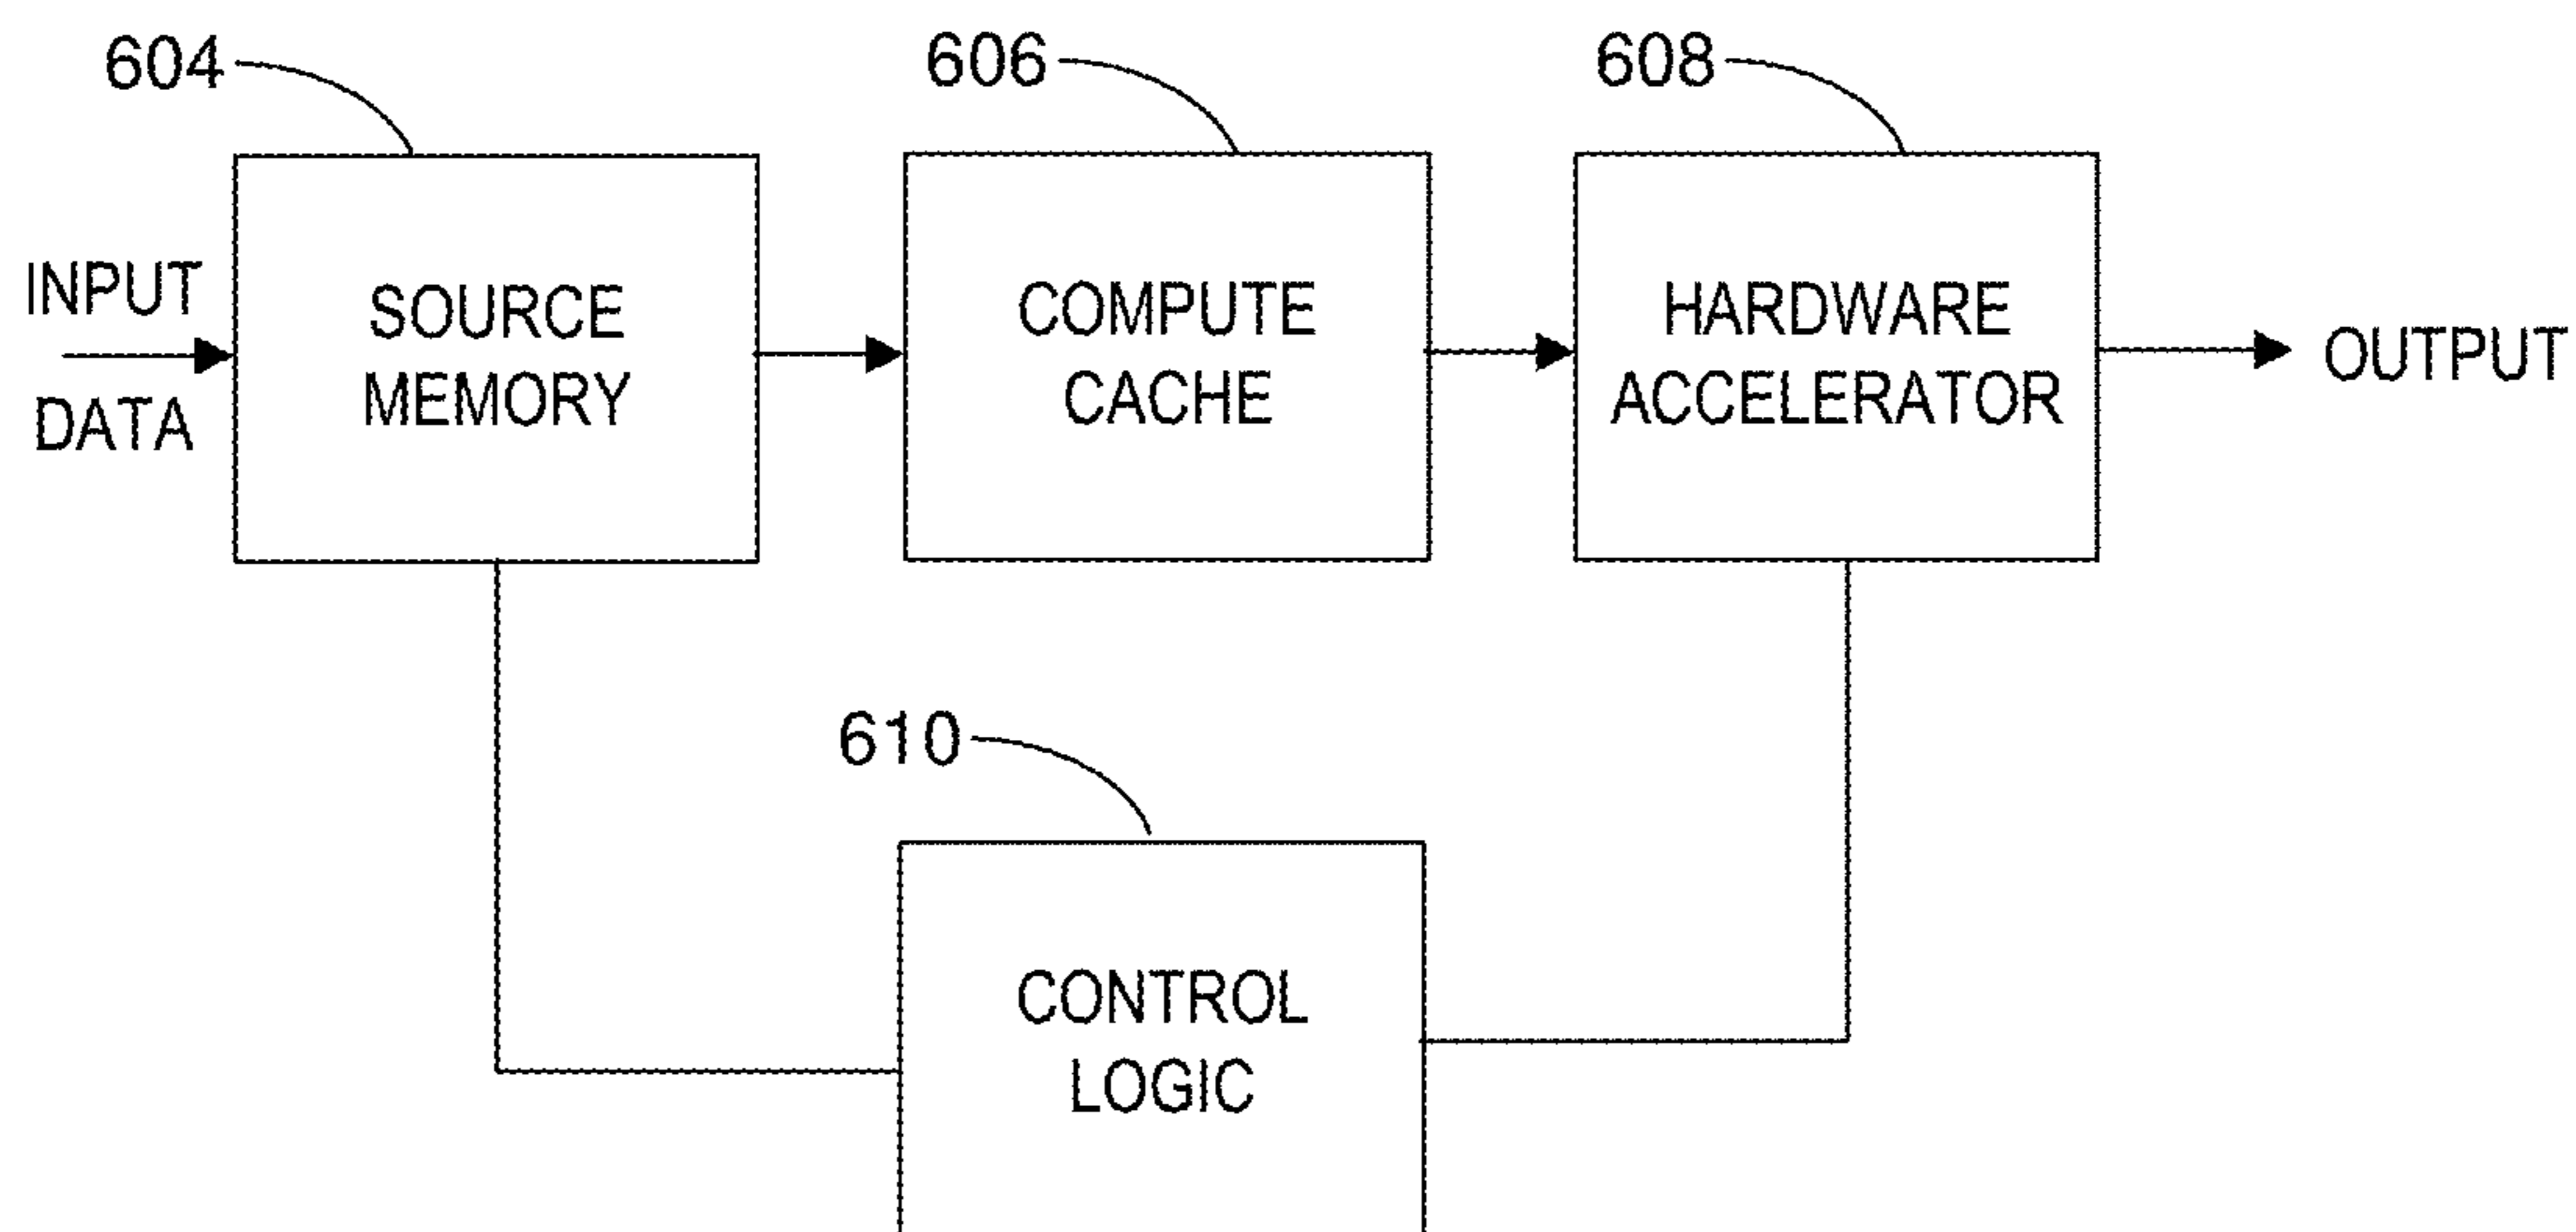 604
606
608
INPUT
DATA
SOURCE
MEMORY
COMPUTE
CACHE
HARDWARE
ACCELERATOR
OUTPUT
610
CONTROL
LOGIC